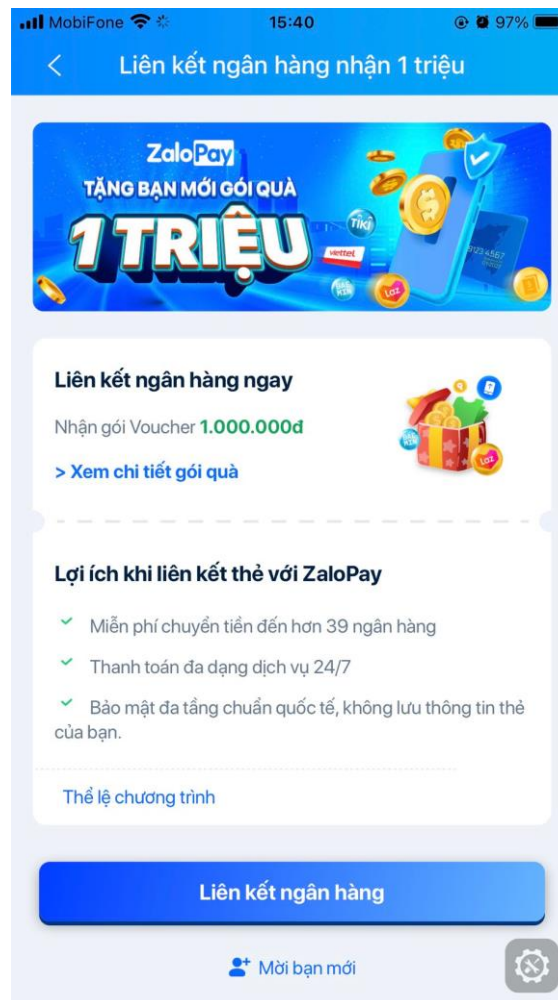 MobiFone 15:40 97%
Liên kết ngân hàng nhận 1 triệu
ZaloPay
TẶNG BẠN MỚI GÓI QUÀ
1 TRIỆU
TIKI
viettel
Laz
Liên kết ngân hàng ngay
Nhận gói Voucher 1.000.000đ
> Xem chi tiết gói quà
Laz
Lợi ích khi liên kết thẻ với ZaloPay
Miễn phí chuyển tiền đến hơn 39 ngân hàng
Thanh toán đa dạng dịch vụ 24/7
Bảo mật đa tầng chuẩn quốc tế, không lưu thông tin thẻ
của bạn.
Thể lệ chương trình
Liên kết ngân hàng
Mời bạn mới